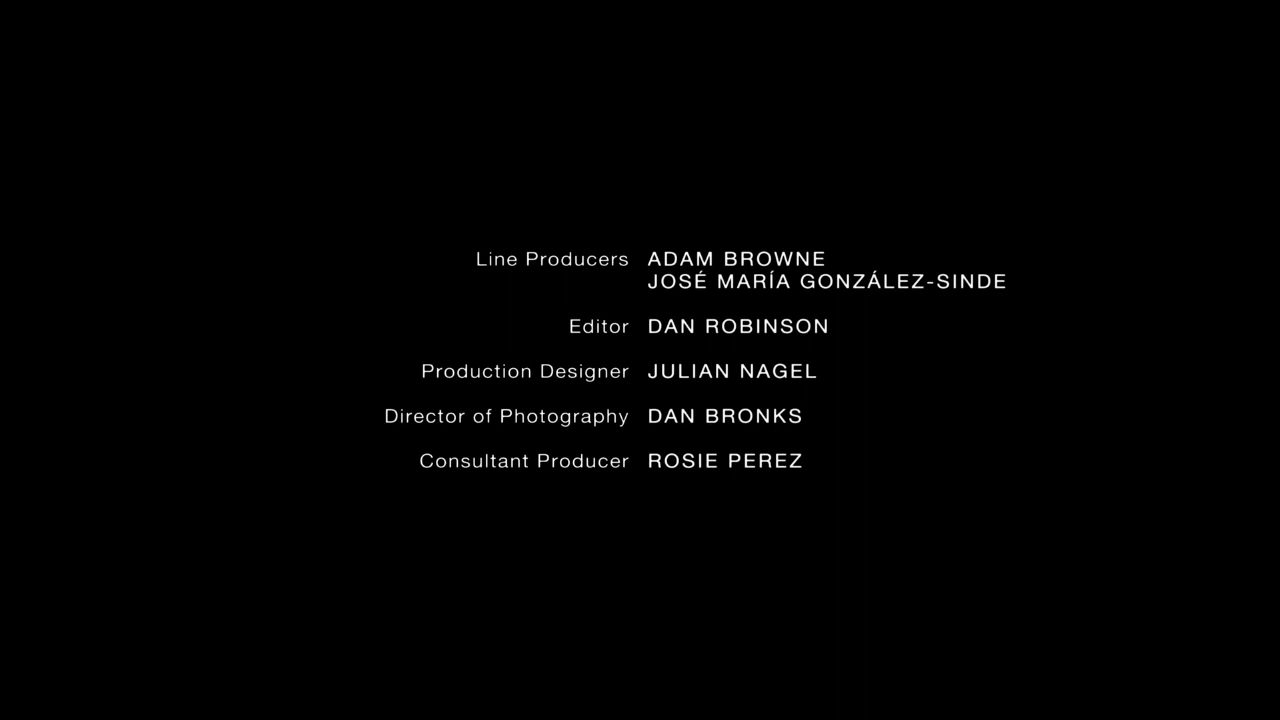 Line Producers ADAM BROWNE
JOSÉ MARÍA GONZÁLEZ-SINDE
Editor DAN ROBINSON
Production Designer JULIAN NAGEL
Director of Photography DAN BRONKS
Consultant Producer ROSIE PEREZ